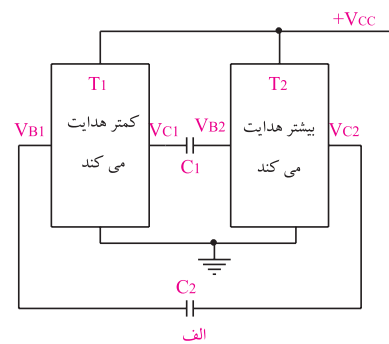 +VCC
T1
T2
VB1
کمتر هدایت
می کند
VC1
VB2
بیشتر هدایت
می کند
VC2
C1
C2
الف